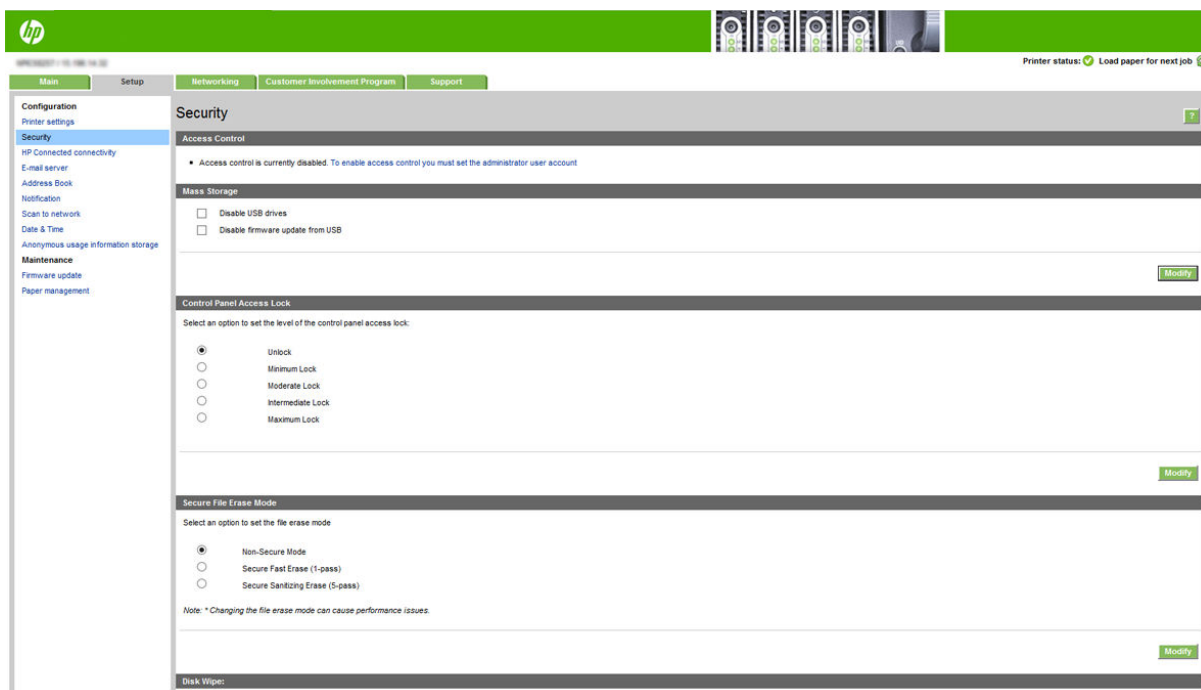 hp
Printer status: Load paper for next job
Main Setup Networking Customer Involvement Program Support
Configuration
Printer settings
Security
HP Connected connectivity
E-mail server
Address Book
Notification
Scan to network
Date & Time
Anonymous usage information storage
Maintenance
Firmware update
Paper management
Security
?
Access Control
Access control is currently disabled. To enable access control you must set the administrator user account
Mass Storage
Disable USB drives
Disable firmware update from USB
Modify
Control Panel Access Lock
Select an option to set the level of the control panel access lock:
Unlock
Minimum Lock
Moderate Lock
Intermediate Lock
Maximum Lock
Modify
Secure File Erase Mode
Select an option to set the file erase mode
Non-Secure Mode
Secure Fast Erase (1-pass)
Secure Sanitizing Erase (5-pass)
Note: * Changing the file erase mode can cause performance issues.
Modify
Disk Wipe: